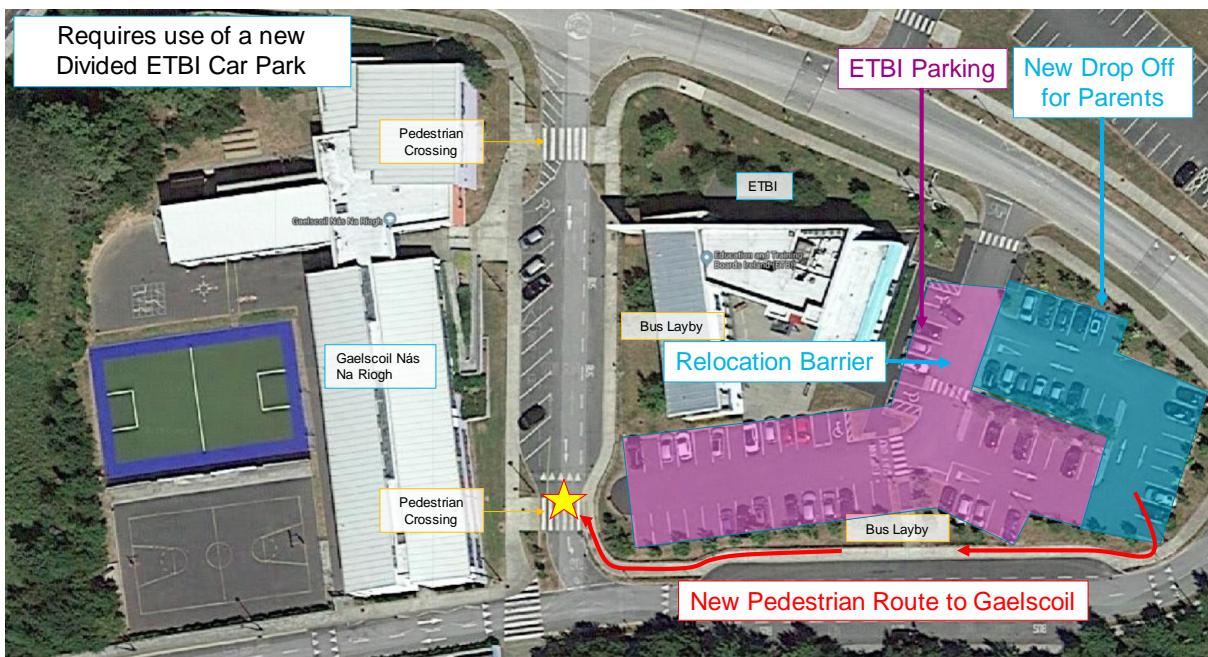 Requires use of a new
Divided ETBI Car Park
ETBI Parking
New Drop Off
for Parents
Pedestrian
Crossing
ETBI
Gaelscoil Nás Na Ríogh
Education and Training
Boards Ireland (ETBI)
Bus Layby
Relocation Barrier
Gaelscoil Nás
Na Riogh
Pedestrian
Crossing
Bus Layby
New Pedestrian Route to Gaelscoil
BUS